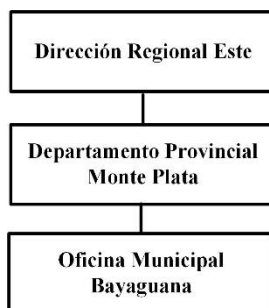 Dirección Regional Este
Departamento Provincial
Monte Plata
Oficina Municipal
Bayaguana